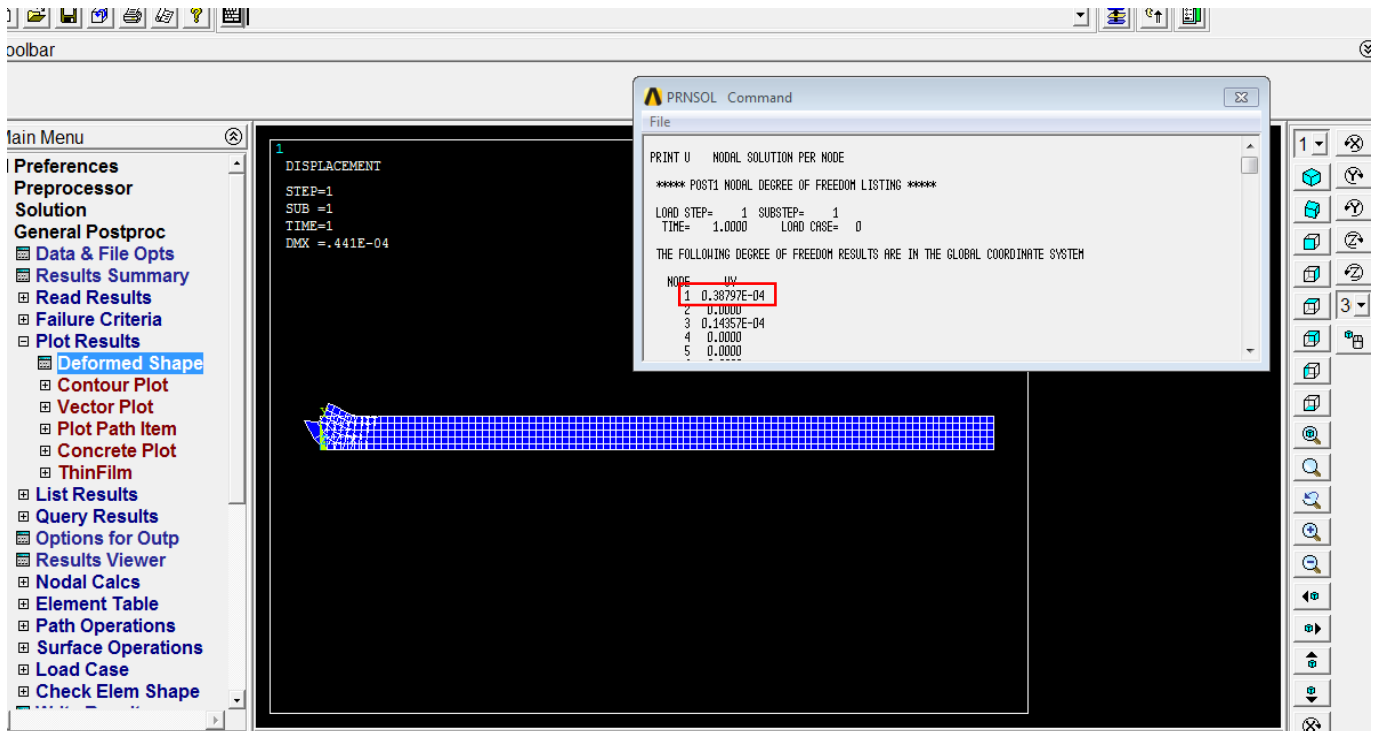 oolbar
Main Menu
Preferences
Preprocessor
Solution
General Postproc
Data & File Opts
Results Summary
Read Results
Failure Criteria
Plot Results
Deformed Shape
Contour Plot
Vector Plot
Plot Path Item
Concrete Plot
ThinFilm
List Results
Query Results
Options for Outp
Results Viewer
Nodal Calcs
Element Table
Path Operations
Surface Operations
Load Case
Check Elem Shape
1
DISPLACEMENT
STEP=1
SUB =1
TIME=1
DMX =.441E-04
PRNSOL Command
File
PRINT U NODAL SOLUTION PER NODE
***** POST1 NODAL DEGREE OF FREEDOM LISTING *****
LOAD STEP= 1 SUBSTEP= 1
TIME= 1.0000 LOAD CASE= 0
THE FOLLOWING DEGREE OF FREEDOM RESULTS ARE IN THE GLOBAL COORDINATE SYSTEM
NODE UY
1 0.38797E-04
2 0.0000
3 0.14357E-04
4 0.0000
5 0.0000
1
3